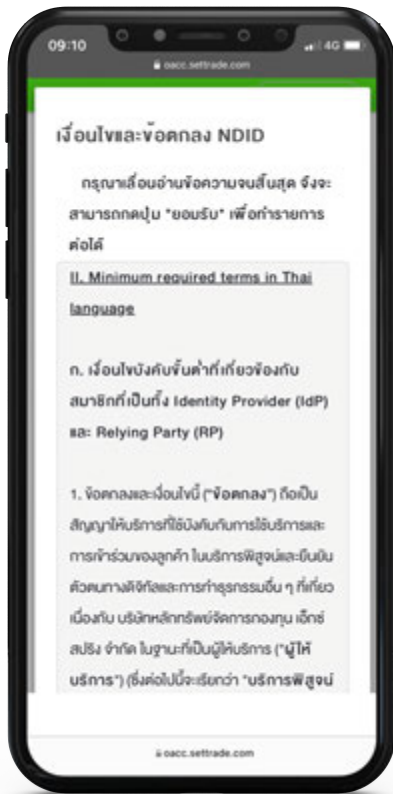 09:10
4G
oacc.settrade.com
เงื่อนไขและข้อตกลง NDID
กรุณาเลื่อนอ่านข้อความจนสิ้นสุด จึงจะ
สามารถกดปุ่ม "ยอมรับ" เพื่อทำรายการ
ต่อได้
II. Minimum required terms in Thai
language
ก. เงื่อนไขบังคับขั้นต่ำที่เกี่ยวข้องกับ
สมาชิกที่เป็นทั้ง Identity Provider (IdP)
และ Relying Party (RP)
1. ข้อตกลงและเงื่อนไขนี้ ("ข้อตกลง") ถือเป็น
สัญญาให้บริการที่ใช้บังคับกับการใช้บริการและ
การเข้าร่วมของลูกค้า ในบริการพิสูจน์และยืนยัน
ตัวตนทางดิจิทัลและการทำธุรกรรมอื่น ๆ ที่เกี่ยว
เนื่องกับ บริษัทหลักทรัพย์จัดการกองทุน เอ็กซ์
สปริง จำกัด ในฐานะที่เป็นผู้ให้บริการ ("ผู้ให้
บริการ") (ซึ่งต่อไปนี้จะเรียกว่า "บริการพิสูจน์
oacc.settrade.com